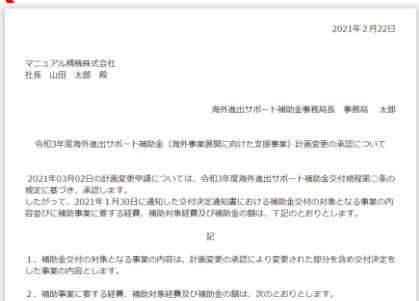 2021年2月22日
マニュアル精機株式会社
社長 山田 太郎 殿
海外進出サポート補助金事務局長 事務局 太郎
令和3年度海外進出サポート補助金（海外事業展開に向けた支援事業）計画変更の承認について
2021年03月02日の計画変更申請については、令和3年度海外進出サポート補助金交付規程第○条の
規定に基づき、承認します。
したがって、2021年1月30日に通知した交付決定通知書における補助金交付の対象となる事業の内
容並びに補助事業に要する経費、補助対象経費及び補助金の額は、下記のとおりとします。
記
1．補助金交付の対象となる事業の内容は、計画変更の承認により変更された部分を含め交付決定を
した事業の内容とします。
2．補助事業に要する経費、補助対象経費及び補助金の額は、次のとおりとします。